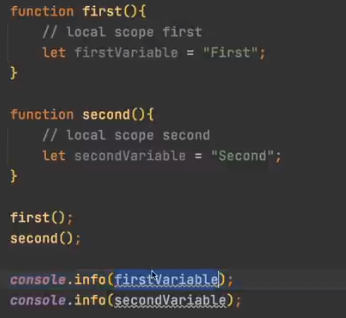 function first(){
    // local scope first
    let firstVariable = "First";
}
function second(){
    // local scope second
    let secondVariable = "Second";
}
first();
second();
console.info(firstVariable);
console.info(secondVariable);